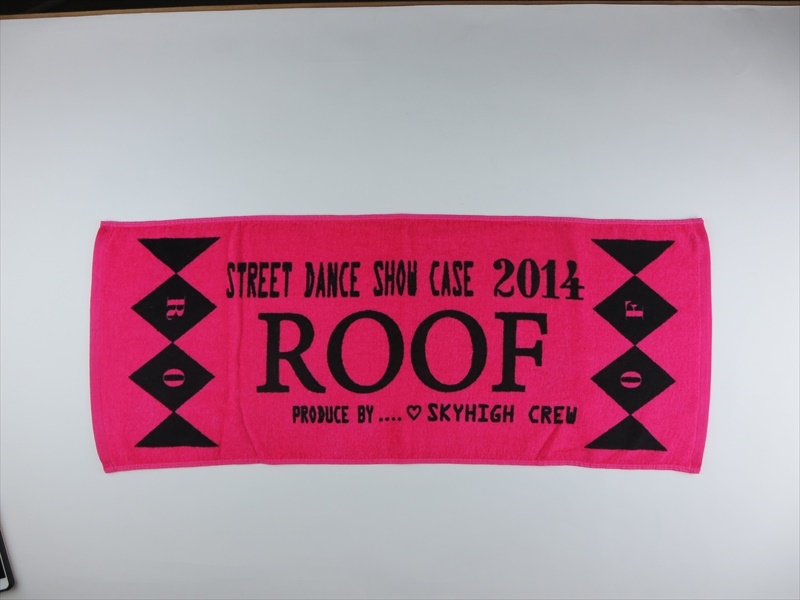 STREET DANCE SHOW CASE 2014
ROOF
PRODUCE BY .... ♡ SKYHIGH CREW
R
O
F
O